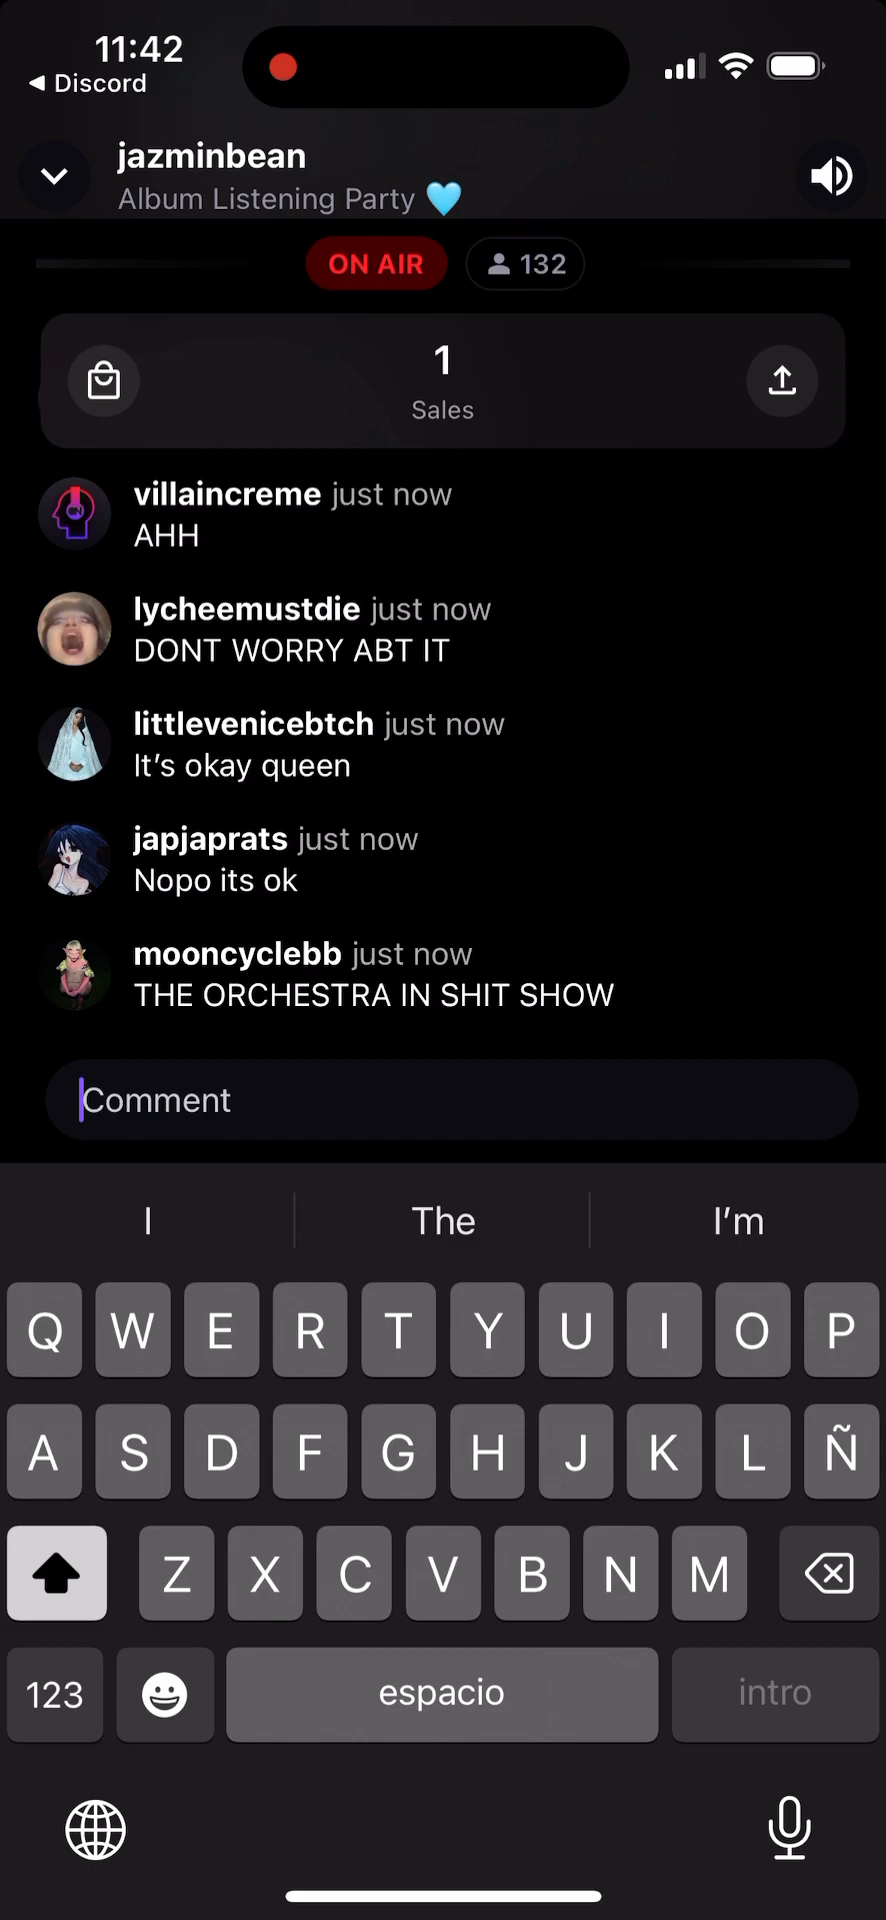 11:42
◀ Discord
jazminbean
Album Listening Party 🩵
ON AIR
132
1
Sales
villaincreme just now
AHH
lycheemustdie just now
DONT WORRY ABT IT
littlevenicebtch just now
It’s okay queen
japjaprats just now
Nopo its ok
mooncyclebb just now
THE ORCHESTRA IN SHIT SHOW
Comment
I The I’m
Q W E R T Y U I O P
A S D F G H J K L Ñ
Z X C V B N M
123 espacio intro